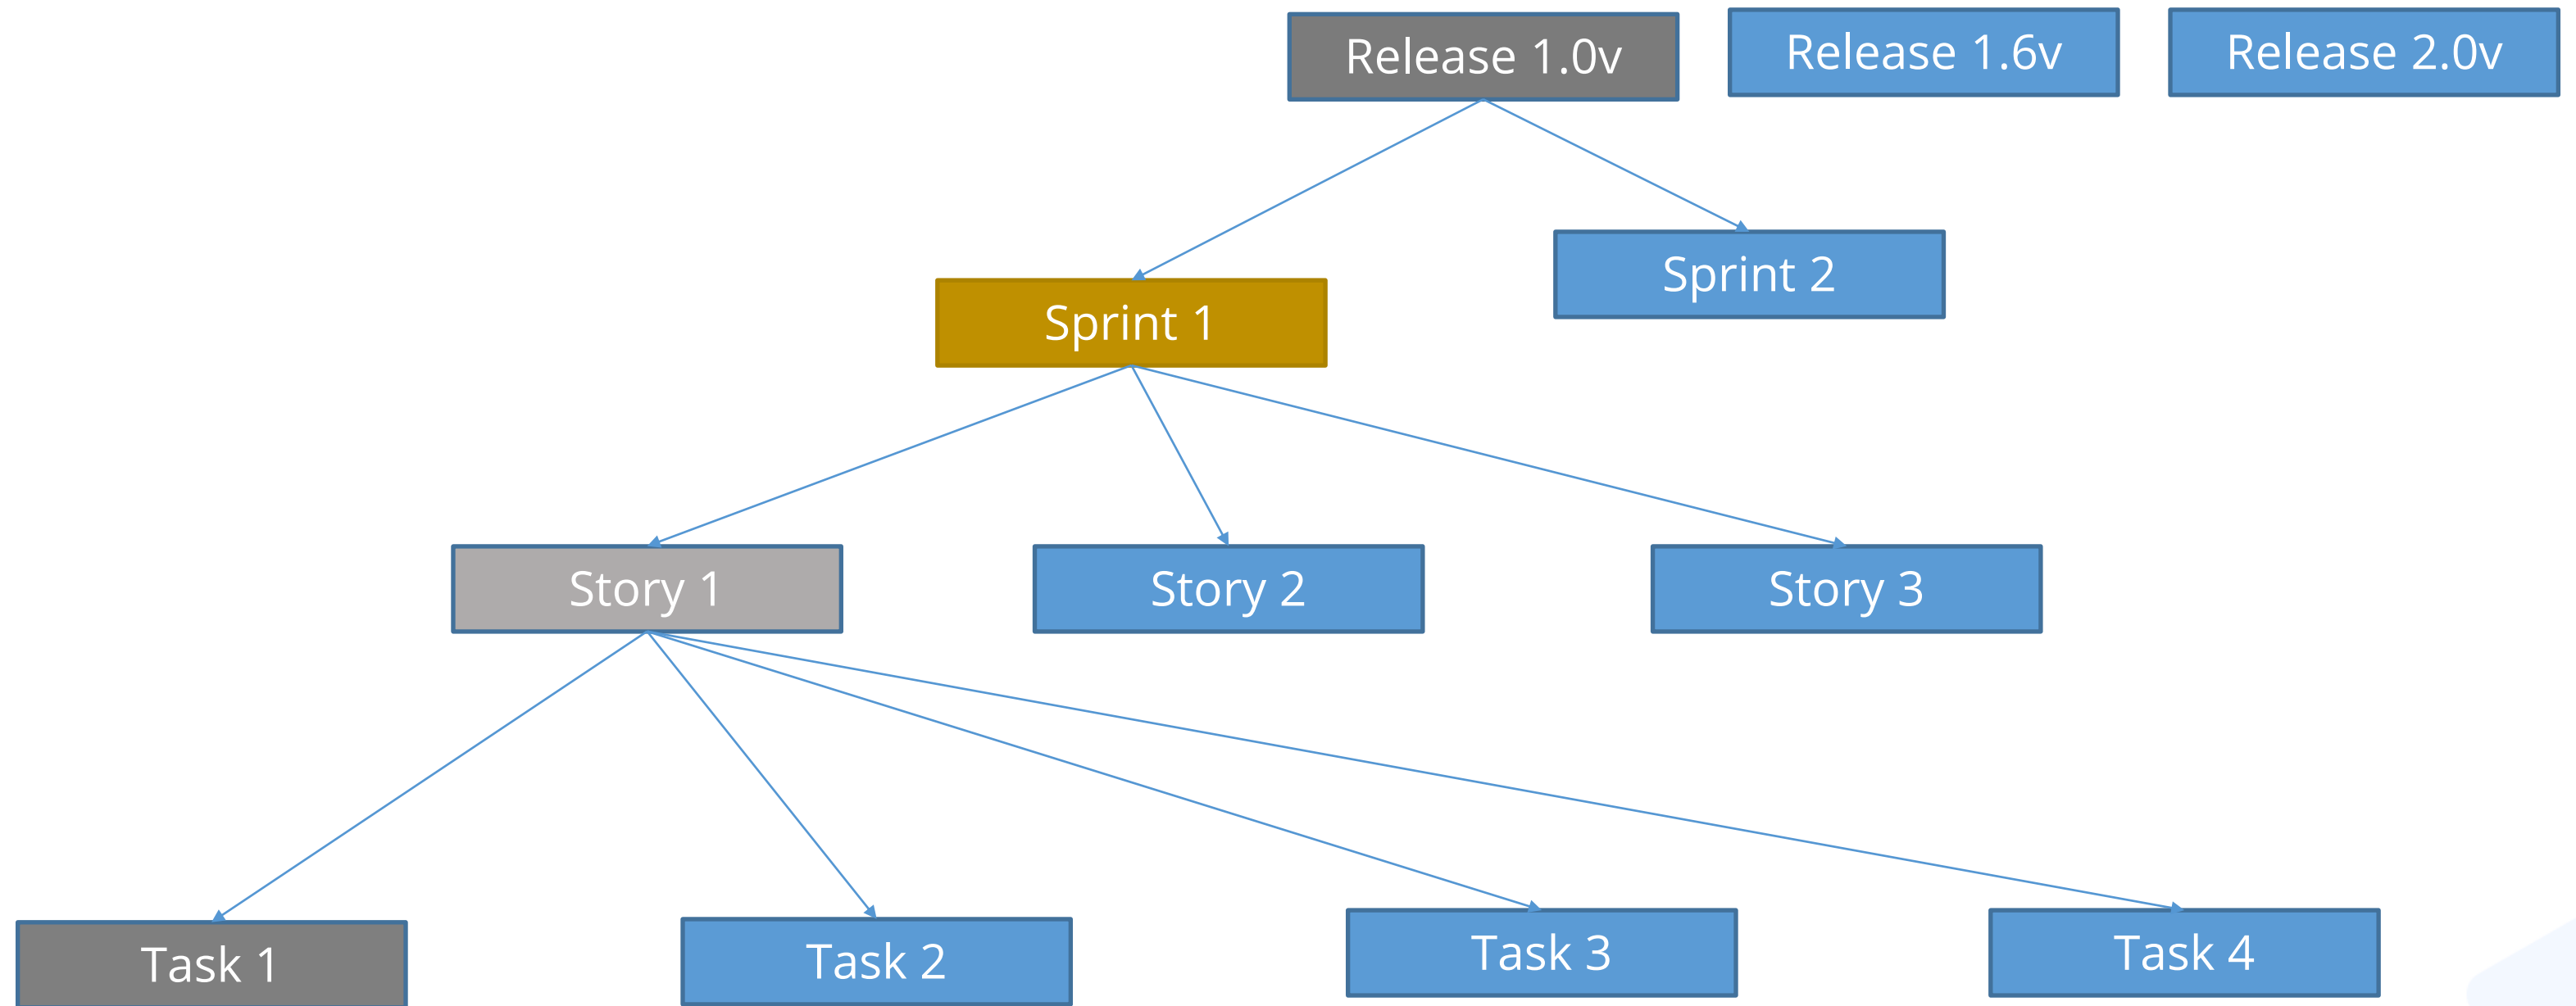 Release 1.0v
Release 1.6v
Release 2.0v
Sprint 1
Sprint 2
Story 1
Story 2
Story 3
Task 1
Task 2
Task 3
Task 4